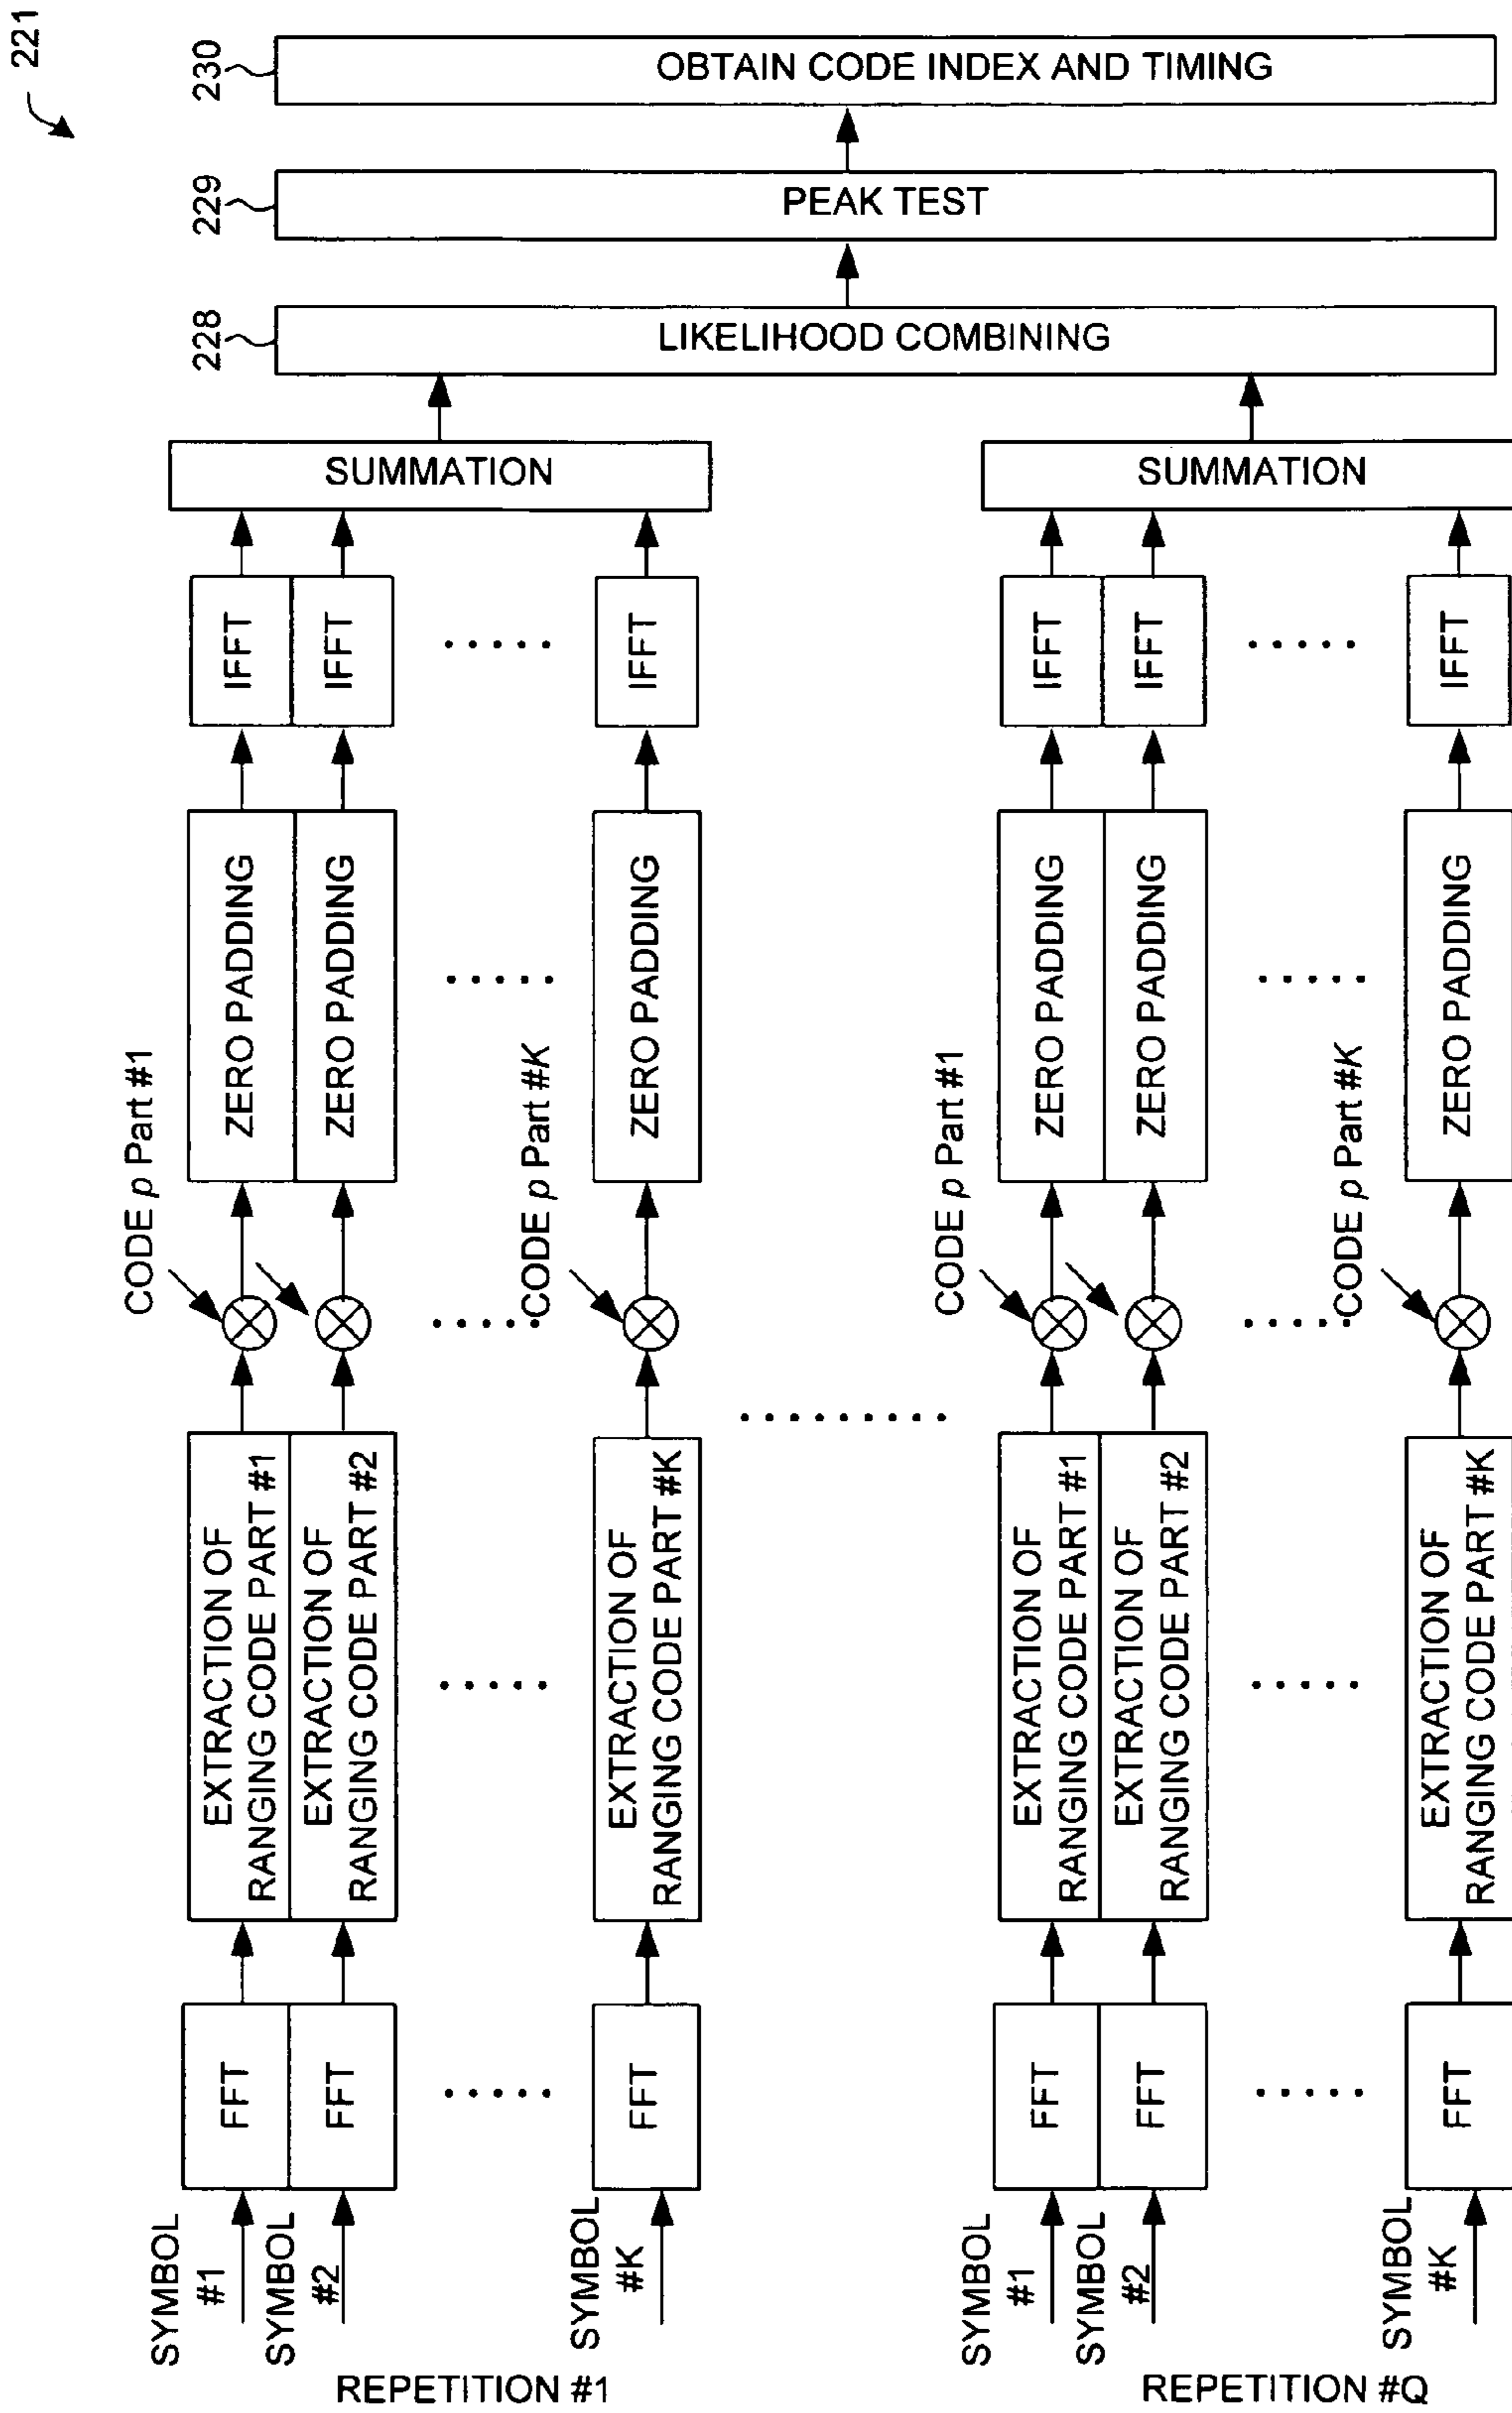 221
SYMBOL
#1
SYMBOL
#2
SYMBOL
#K
REPETITION #1
FFT
FFT
FFT
EXTRACTION OF
RANGING CODE PART #1
EXTRACTION OF
RANGING CODE PART #2
EXTRACTION OF
RANGING CODE PART #K
CODE p Part #1
CODE p Part #K
ZERO PADDING
ZERO PADDING
ZERO PADDING
IFFT
IFFT
IFFT
SUMMATION
SYMBOL
#1
SYMBOL
#2
SYMBOL
#K
REPETITION #Q
FFT
FFT
FFT
EXTRACTION OF
RANGING CODE PART #1
EXTRACTION OF
RANGING CODE PART #2
EXTRACTION OF
RANGING CODE PART #K
CODE p Part #1
CODE p Part #K
ZERO PADDING
ZERO PADDING
ZERO PADDING
IFFT
IFFT
IFFT
SUMMATION
228
LIKELIHOOD COMBINING
229
PEAK TEST
230
OBTAIN CODE INDEX AND TIMING